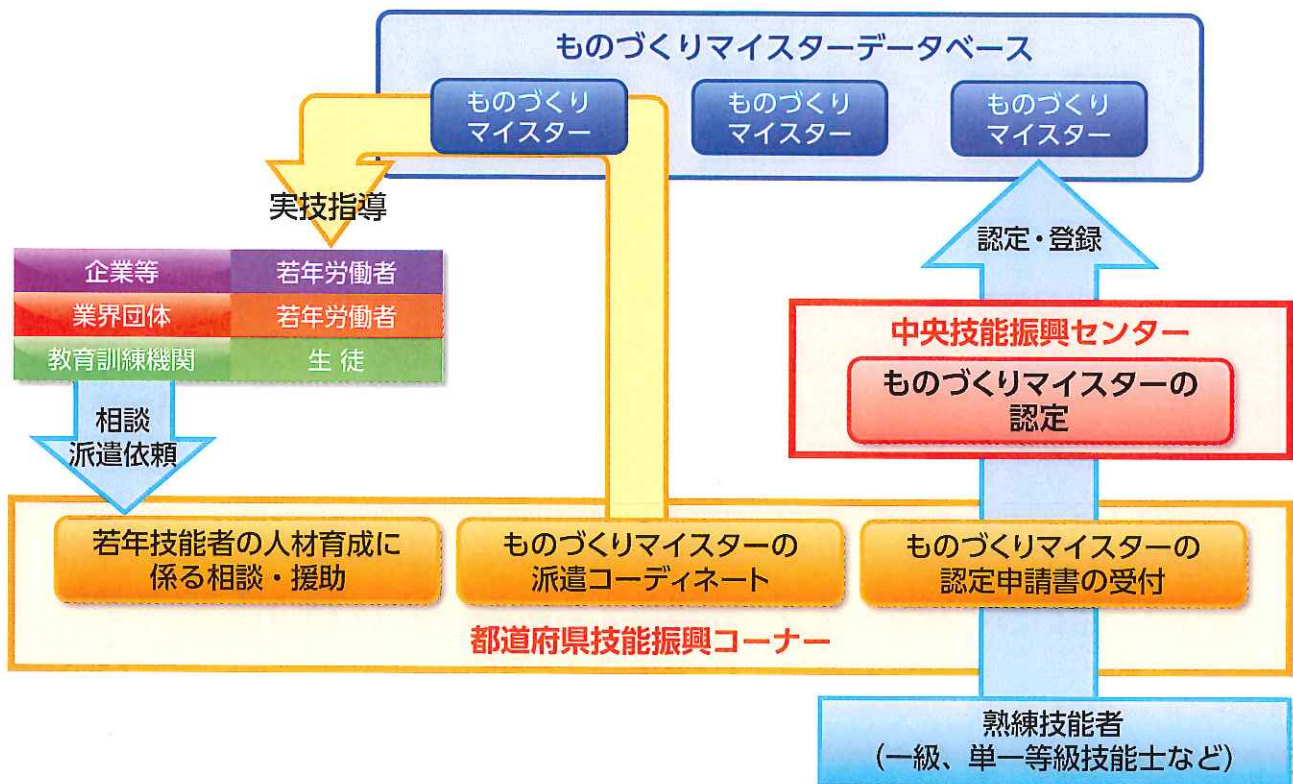 ものづくりマイスターデータベース
ものづくり
マイスター
ものづくり
マイスター
ものづくり
マイスター
実技指導
認定・登録
企業等
若年労働者
業界団体
若年労働者
教育訓練機関
生徒
中央技能振興センター
ものづくりマイスターの
認定
相談
派遣依頼
若年技能者の人材育成に
係る相談・援助
ものづくりマイスターの
派遣コーディネート
ものづくりマイスターの
認定申請書の受付
都道府県技能振興コーナー
熟練技能者
(一級、単一等級技能士など)